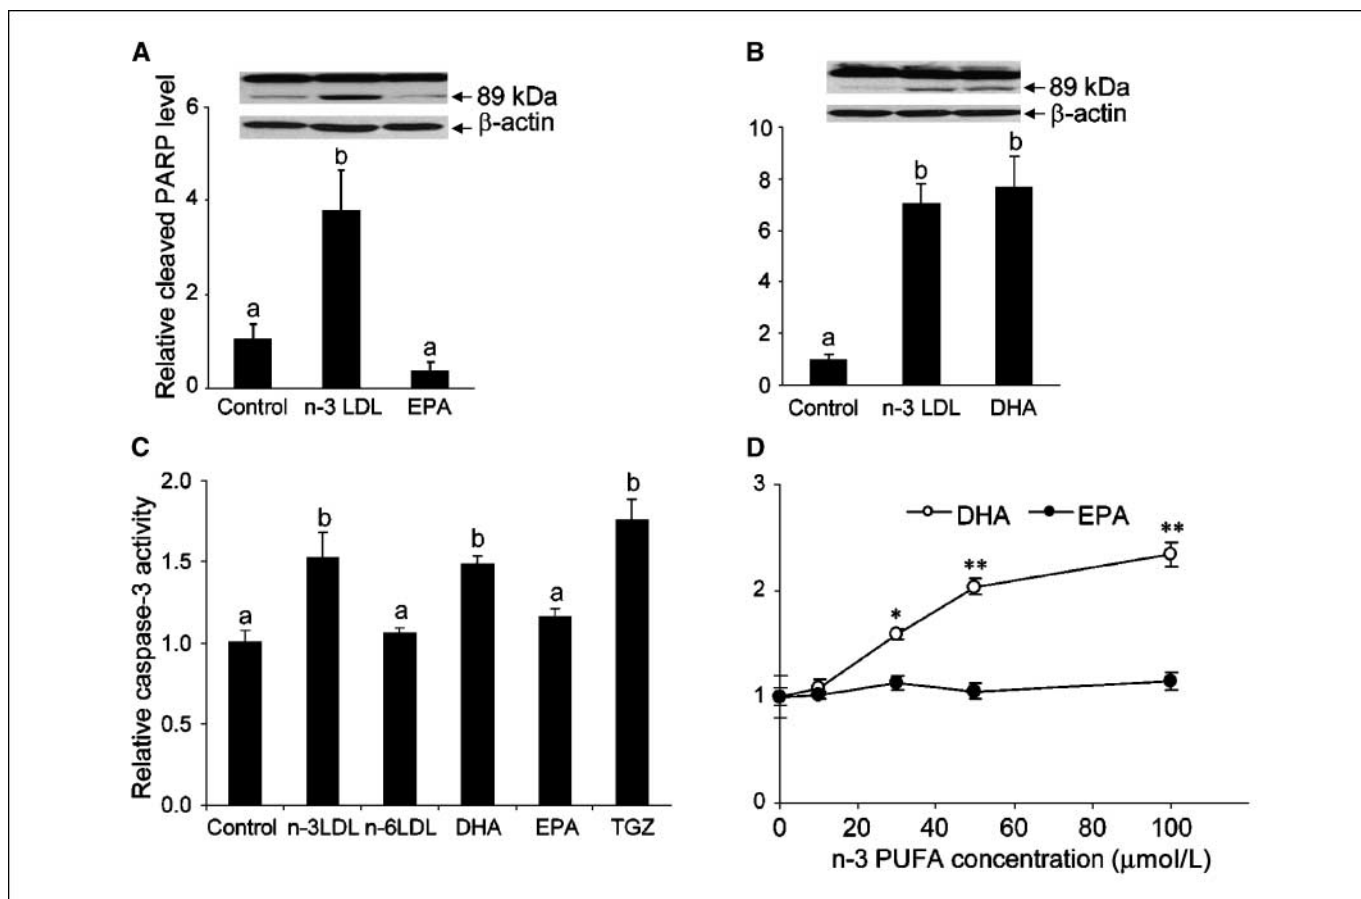 A
Relative cleaved PARP level
6
4
2
0
89 kDa
β-actin
a
b
a
Control n-3 LDL EPA
B
10
8
6
4
2
0
89 kDa
β-actin
a
b
b
Control n-3 LDL DHA
C
Relative caspase-3 activity
2.0
1.5
1.0
0.5
0.0
a
b
a
b
a
b
Control n-3LDL n-6LDL DHA EPA TGZ
D
3
2
1
0
DHA EPA
*
**
**
0 20 40 60 80 100
n-3 PUFA concentration (μmol/L)